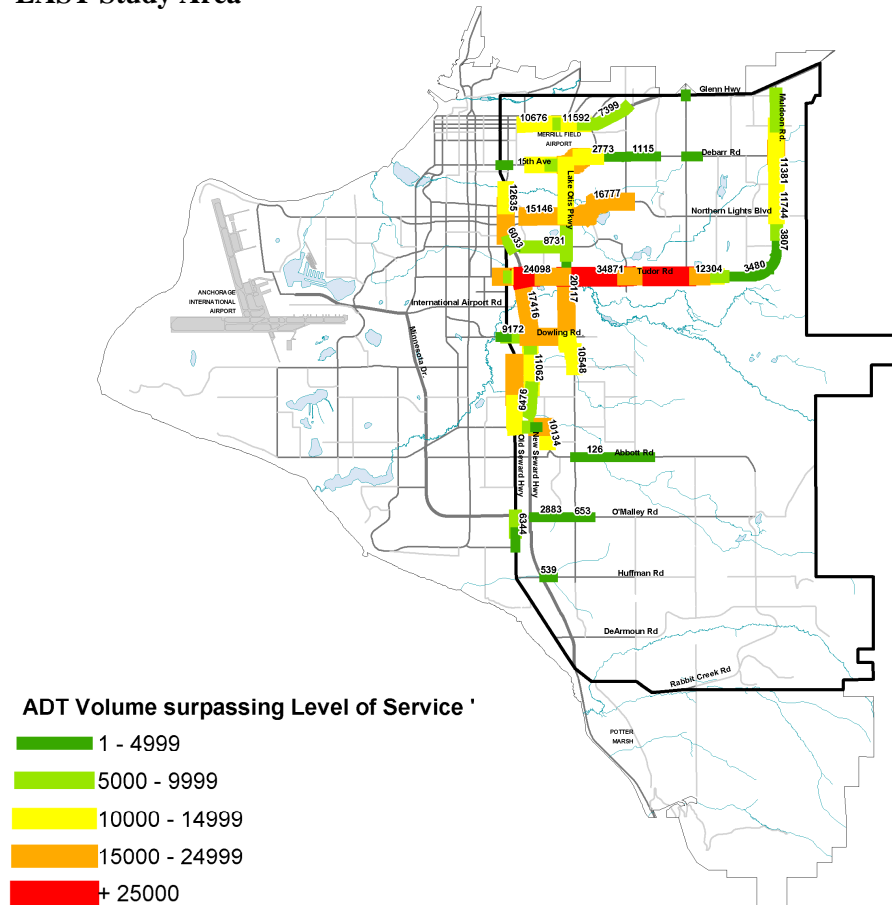 EAST Study Area
Glenn Hwy
10676
11592
7399
MERRILL FIELD
AIRPORT
Muldoon Rd.
2773
1115
Debarr Rd
15th Ave
11381
12635
Lake Otis Pkwy
16777
15146
Northern Lights Blvd
11744
6033
8731
3807
24098
34871
Tudor Rd
12304
3480
ANCHORAGE
INTERNATIONAL
AIRPORT
International Airport Rd
17416
20117
9172
Dowling Rd
Minnesota Dr.
11062
10548
6476
10134
Old Seward Hwy
New Seward Hwy
126
Abbott Rd
6344
2883
653
O'Malley Rd
539
Huffman Rd
DeArmoun Rd
Rabbit Creek Rd
POTTER
MARSH
ADT Volume surpassing Level of Service '
1 - 4999
5000 - 9999
10000 - 14999
15000 - 24999
+ 25000